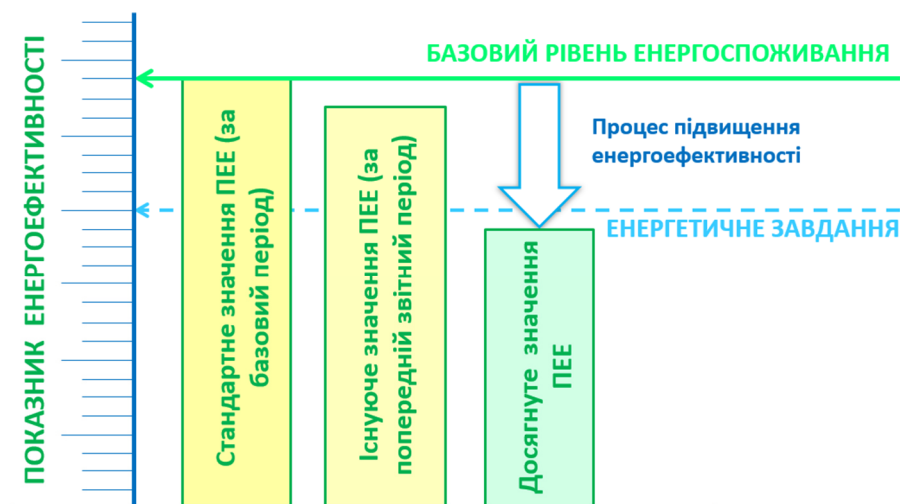 ПОКАЗНИК ЕНЕРГОЕФЕКТИВНОСТІ
БАЗОВИЙ РІВЕНЬ ЕНЕРГОСПОЖИВАННЯ
Стандартне значення ПЕЕ (за
базовий період)
Існуюче значення ПЕЕ (за
попередній звітний період)
Процес підвищення
енергоефективності
ЕНЕРГЕТИЧНЕ ЗАВДАННЯ
Досягнуте значення
ПЕЕ